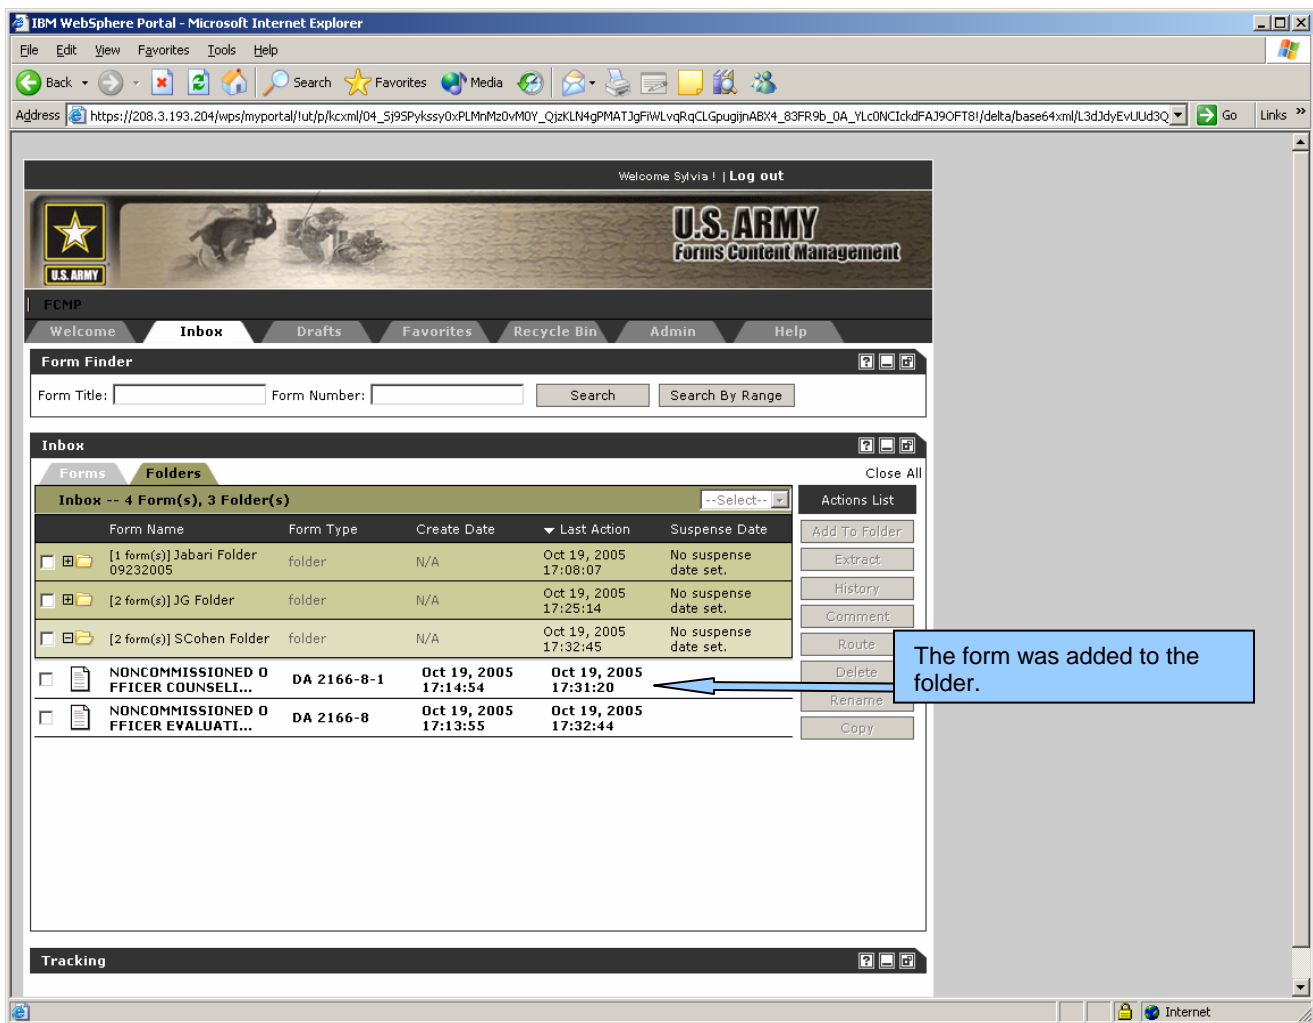 IBM WebSphere Portal - Microsoft Internet Explorer
File Edit View Favorites Tools Help
Back Search Favorites Media
Address https://208.3.193.204/wps/myportal/!ut/p/kcxml/04_Sj9SPykssy0xPLMnMz0vM0Y_QjzKLN4gPMATJgFiWLvqRqCLGpugijnABX4_83FR9b_0A_YLc0NCIckdFAJ9OFT8!/delta/base64xml/L3dJdyEvUUd3Q Go Links »
Welcome Sylvia ! | Log out
U.S. ARMY
U.S. ARMY
Forms Content Management
FCMP
Welcome Inbox Drafts Favorites Recycle Bin Admin Help
Form Finder
Form Title: Form Number: Search Search By Range
Inbox
Forms Folders Close All
Inbox -- 4 Form(s), 3 Folder(s) --Select-- Actions List
Form Name Form Type Create Date Last Action Suspense Date Add To Folder
[1 form(s)] Jabari Folder 09232005 folder N/A Oct 19, 2005 17:08:07 No suspense date set. Extract
History
[2 form(s)] JG Folder folder N/A Oct 19, 2005 17:25:14 No suspense date set. Comment
[2 form(s)] SCohen Folder folder N/A Oct 19, 2005 17:32:45 No suspense date set. Route
NONCOMMISSIONED O FFICER COUNSELI... DA 2166-8-1 Oct 19, 2005 17:14:54 Oct 19, 2005 17:31:20 Delete
Rename
NONCOMMISSIONED O FFICER EVALUATI... DA 2166-8 Oct 19, 2005 17:13:55 Oct 19, 2005 17:32:44 Copy
The form was added to the
folder.
Tracking
Internet